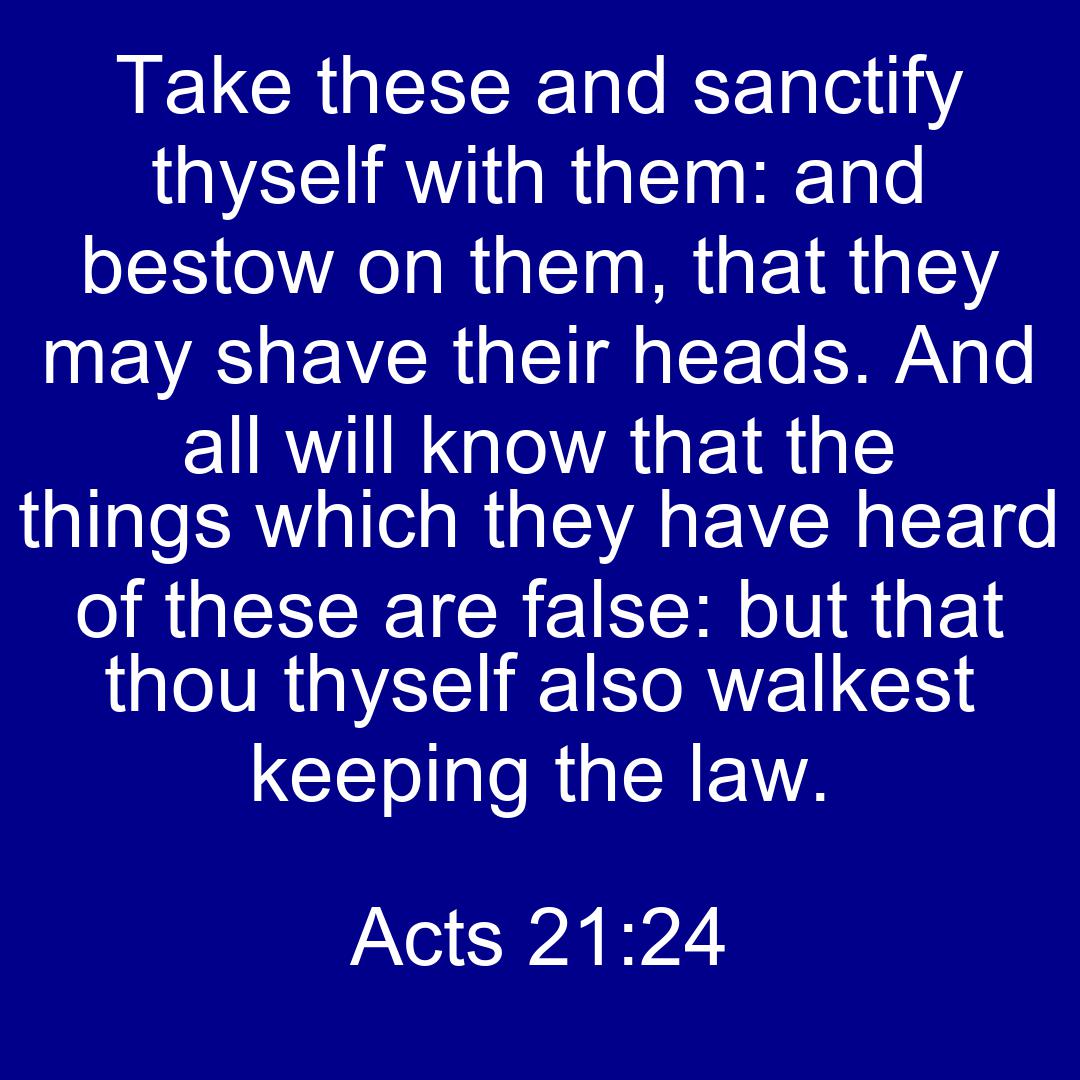 Take these and sanctify
thyself with them: and
bestow on them, that they
may shave their heads. And
all will know that the
things which they have heard
of these are false: but that
thou thyself also walkest
keeping the law.
Acts 21:24